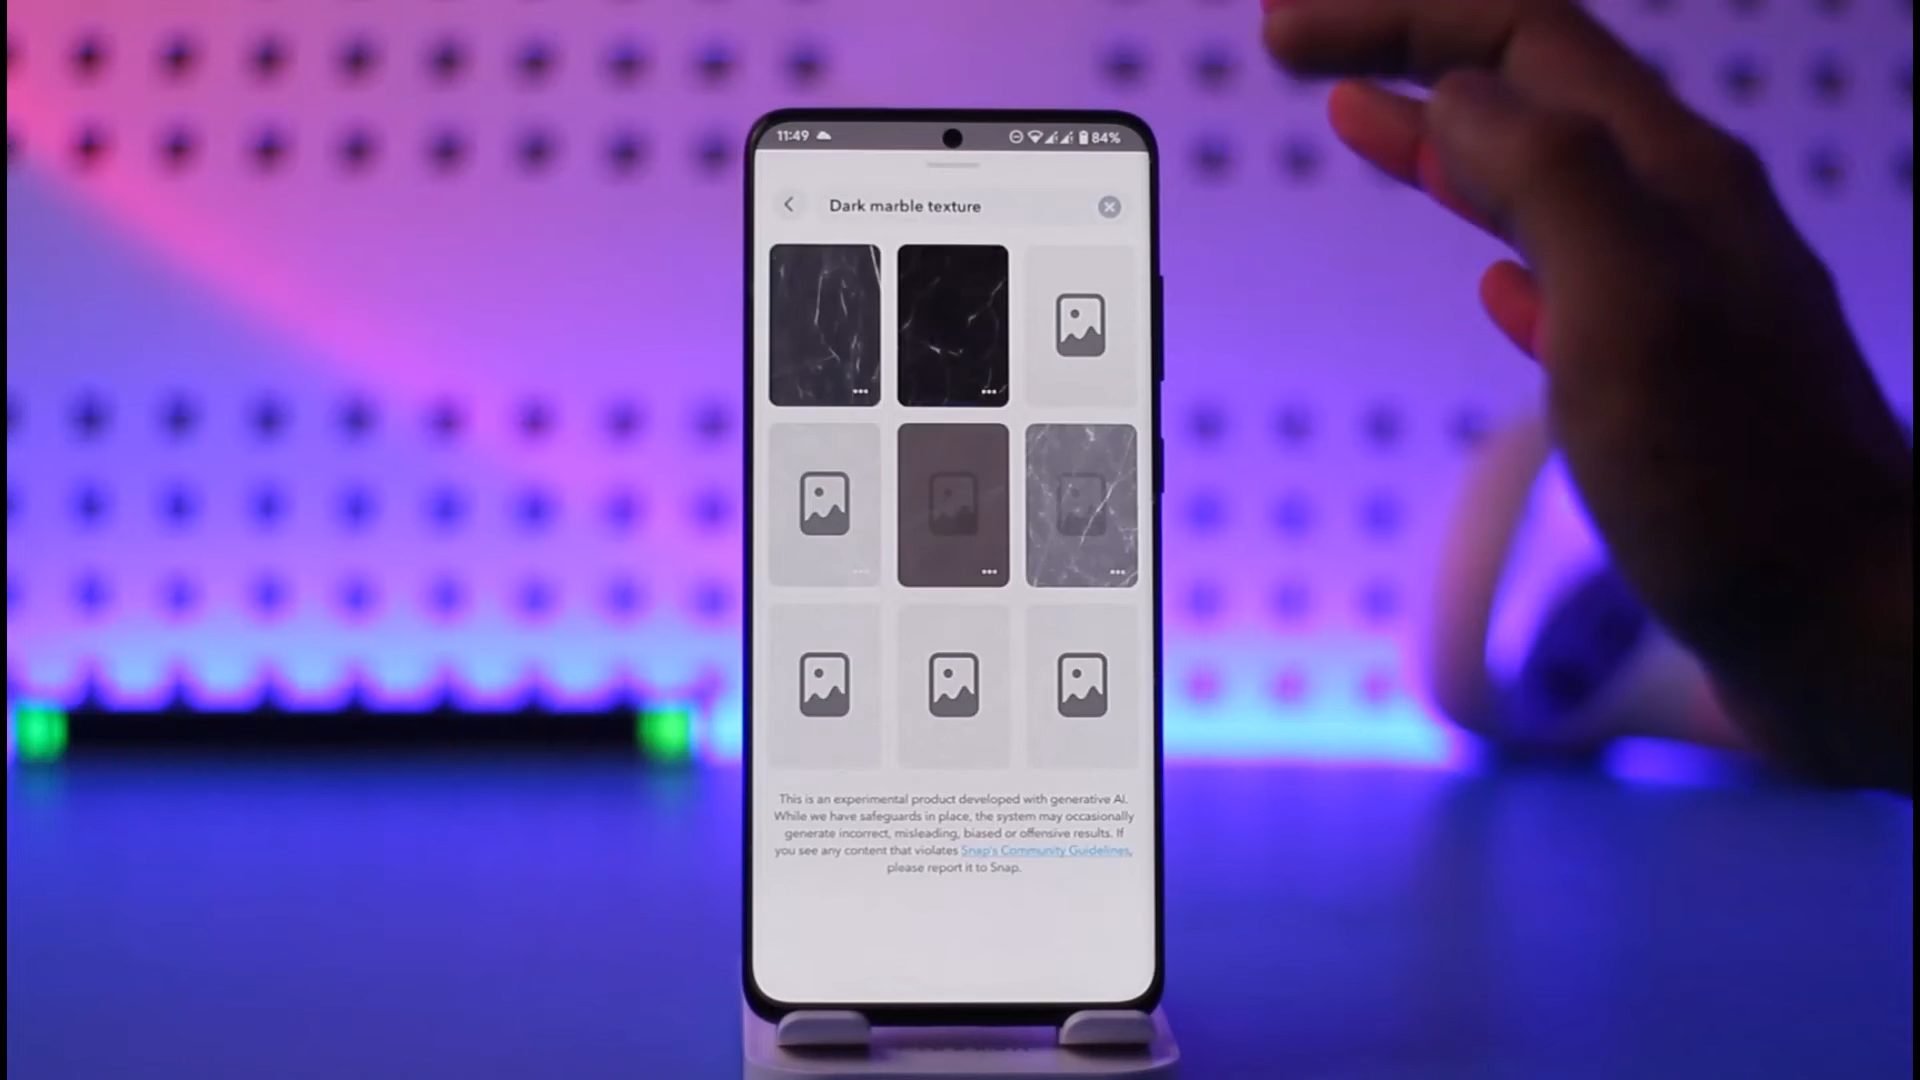 11:49
84%
Dark marble texture
This is an experimental product developed with generative AI.
While we have safeguards in place, the system may occasionally
generate incorrect, misleading, biased or offensive results. If
you see any content that violates Snap's Community Guidelines,
please report it to Snap.